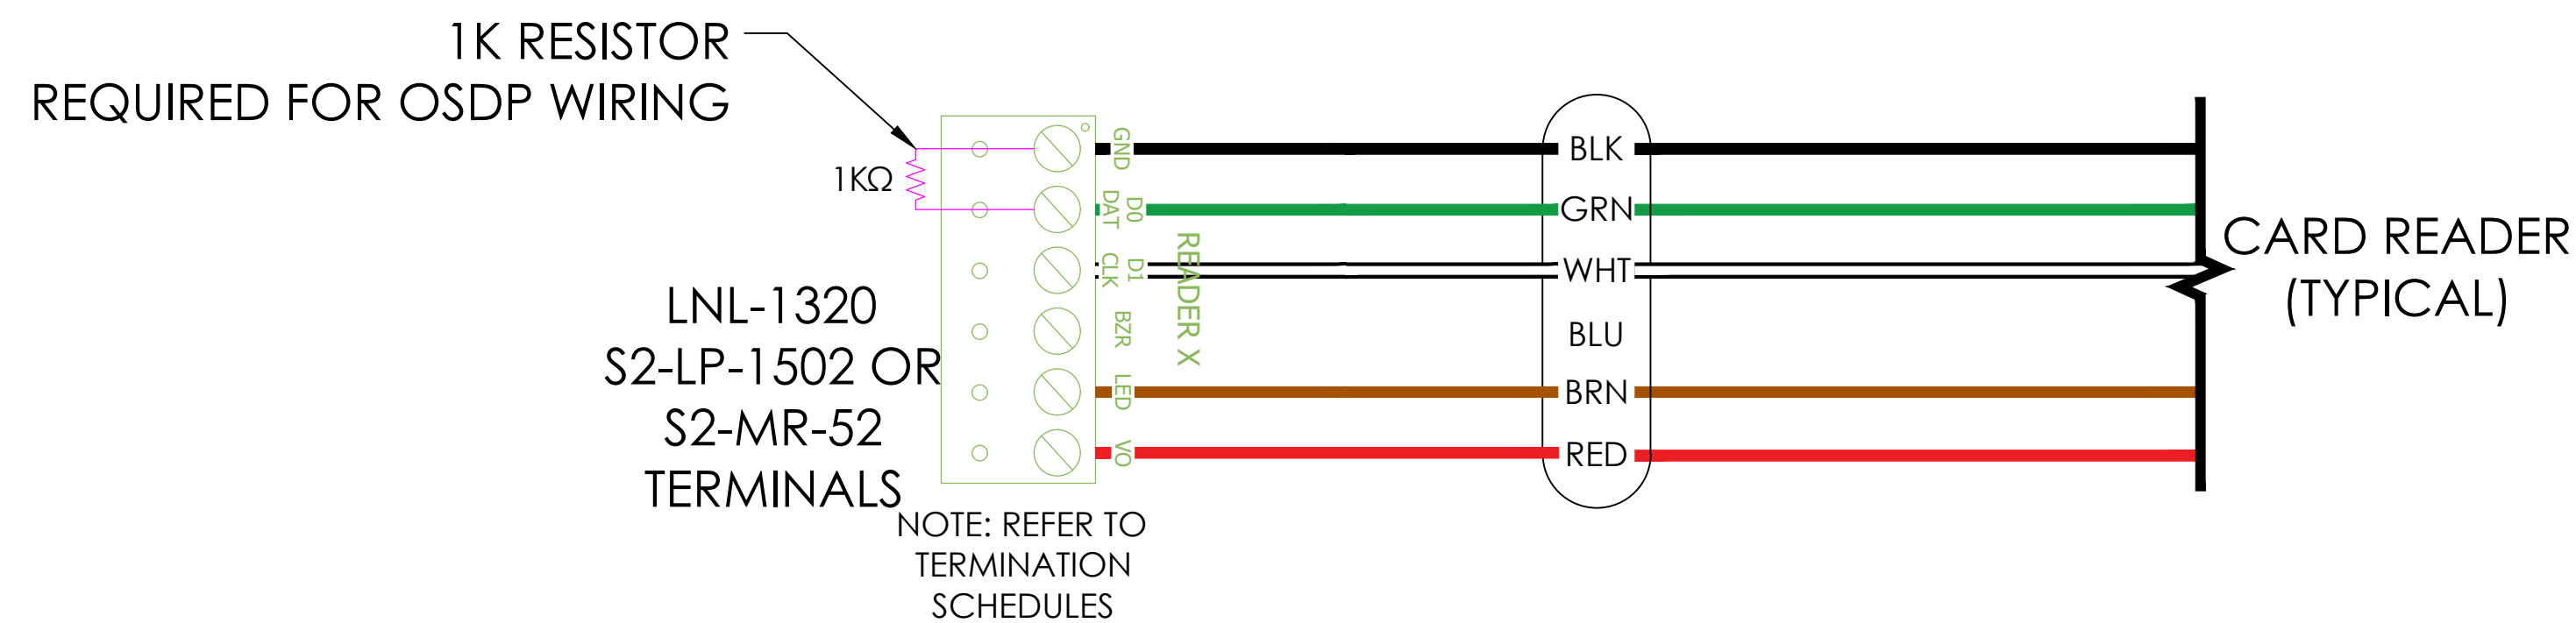 1K RESISTOR
REQUIRED FOR OSDP WIRING
1KΩ
LNL-1320
S2-LP-1502 OR
S2-MR-52
TERMINALS
NOTE: REFER TO
TERMINATION
SCHEDULES
GND
D0
DAT
D1
CLK
BZR
LED
VO
READER X
BLK
GRN
WHT
BLU
BRN
RED
CARD READER
(TYPICAL)